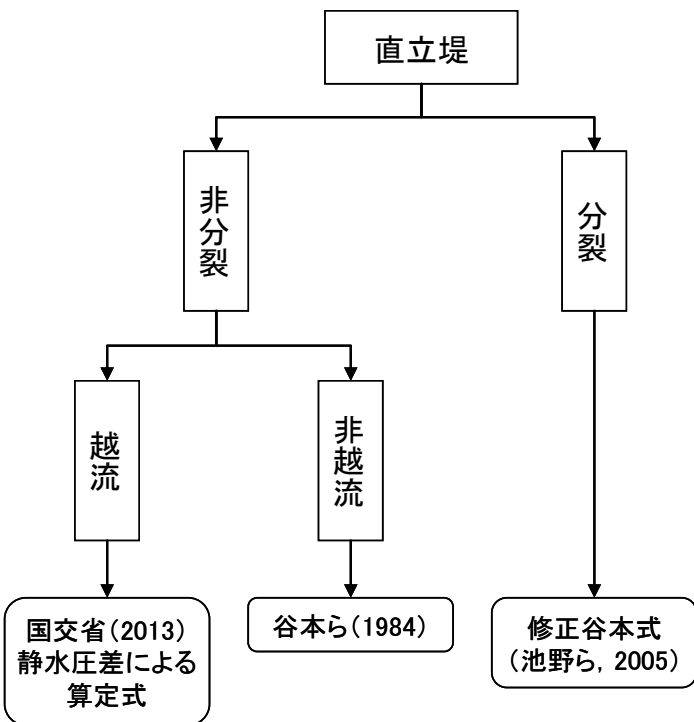 直立堤
非分裂
分裂
越流
非越流
国交省(2013)
静水圧差による
算定式
谷本ら(1984)
修正谷本式
(池野ら, 2005)